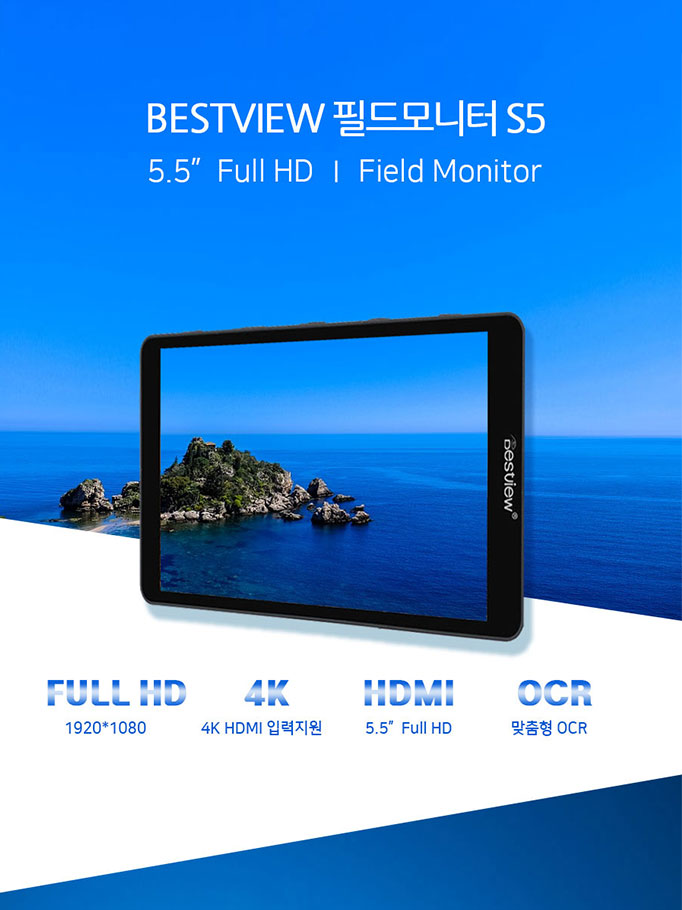 BESTVIEW 필드모니터 S5
5.5" Full HD I Field Monitor
Bestview®
FULL HD 4K HDMI OCR
1920*1080 4K HDMI 입력지원 5.5" Full HD 맞춤형 OCR